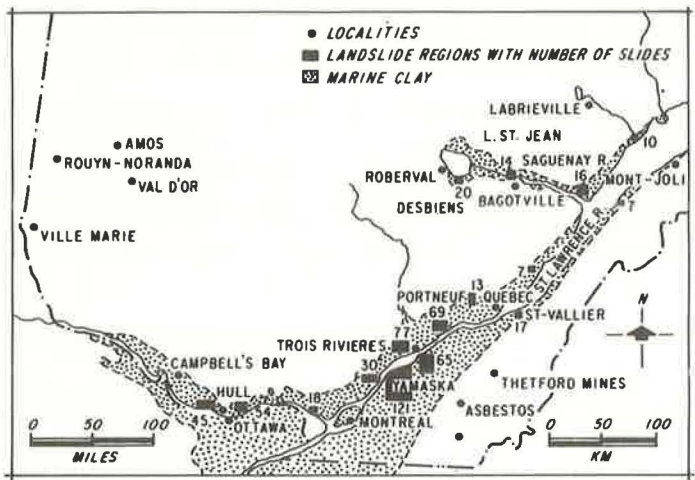 LOCALITIES
LANDSLIDE REGIONS WITH NUMBER OF SLIDES
MARINE CLAY
LABRIEVILLE
L. ST. JEAN
10
AMOS
ROUYN-NORANDA
VAL D'OR
14
SAGUENAY R.
ROBERVAL
20
16
MONT-JOLI
BAGOTVILLE
DESBIENS
7
VILLE MARIE
ST. LAWRENCE R.
7
N
13
PORTNEUF
QUEBEC
69
ST-VALLIER
17
77
TROIS RIVIERES
65
30
YAMASKA
THETFORD MINES
CAMPBELL'S BAY
HULL
6
18
121
ASBESTOS
45
54
OTTAWA
MONTREAL
0 100
MILES
0 100
KM